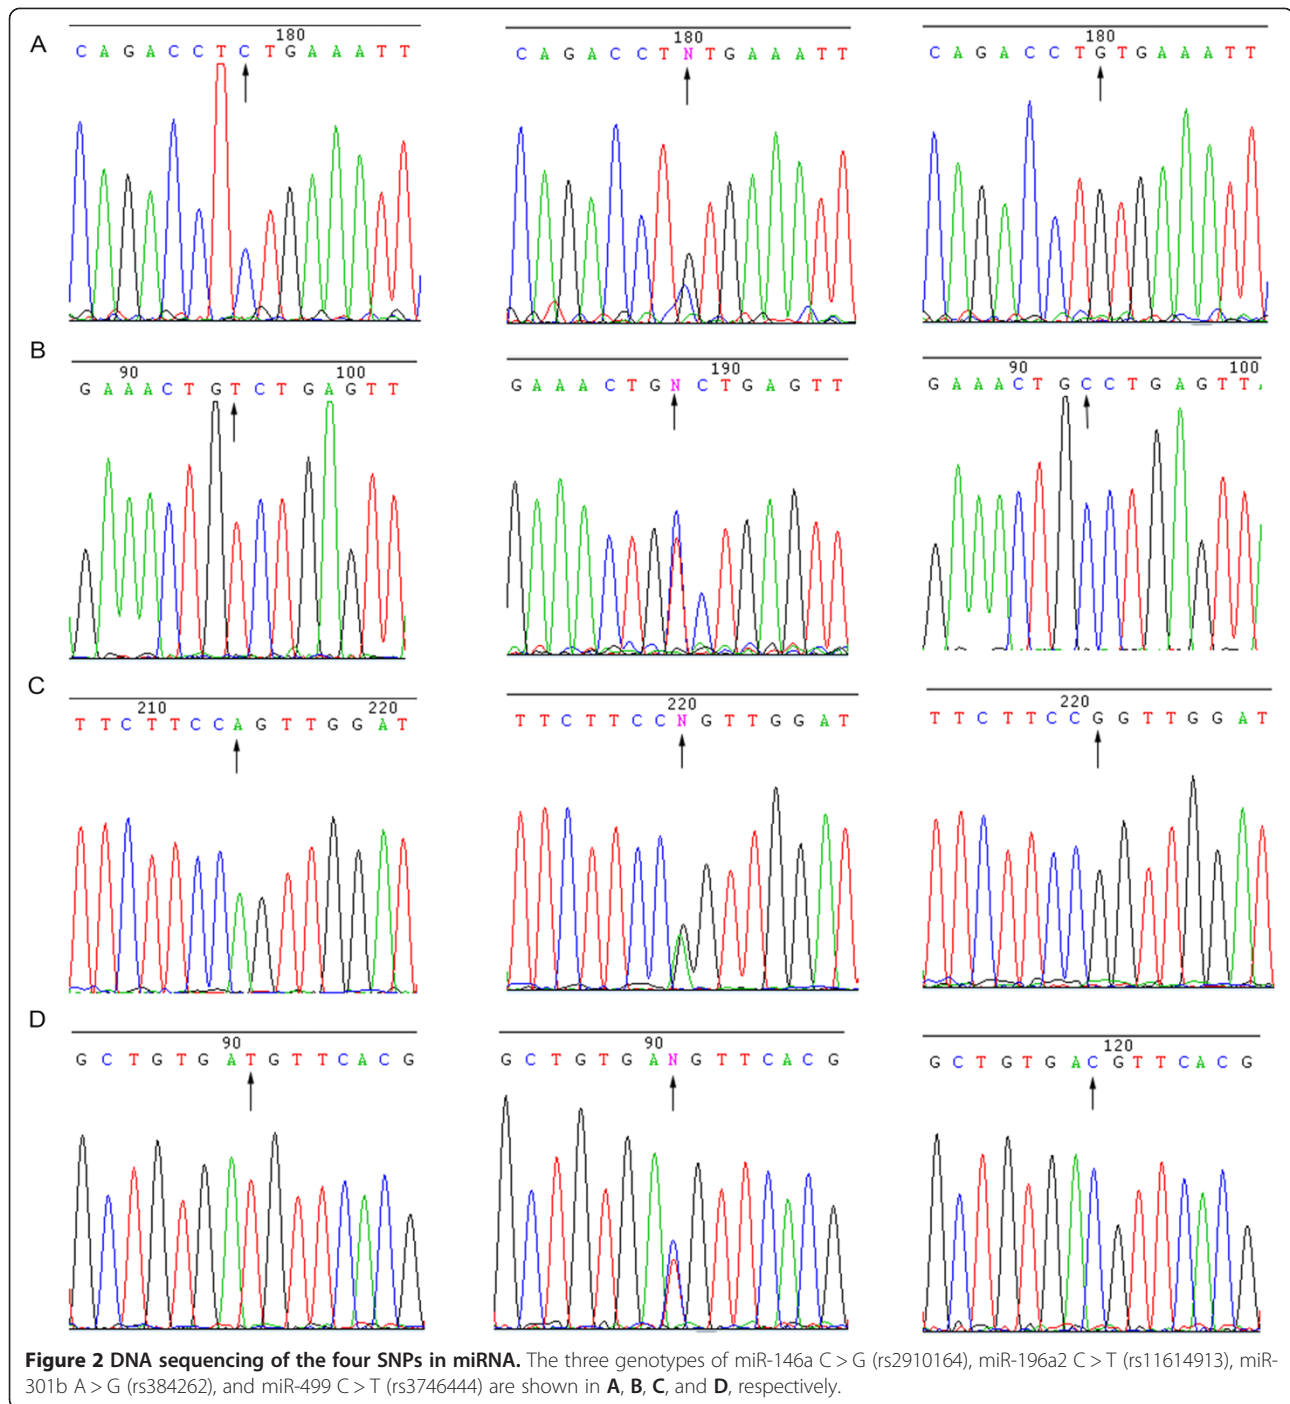 A
180 180 180
C A G A C C T C T G A A A T T C A G A C C T N T G A A A T T C A G A C C T G T G A A A T T
B
90 100 190 90 100
G A A A C T G T C T G A G T T G A A A C T G N C T G A G T T G A A A C T G C C T G A G T T
C
210 220 220 220
T T C T T C C A G T T G G A T T T C T T C C N G T T G G A T T T C T T C C G G T T G G A T
D
90 90 120
G C T G T G A T G T T C A C G G C T G T G A N G T T C A C G G C T G T G A C G T T C A C G
Figure 2 DNA sequencing of the four SNPs in miRNA. The three genotypes of miR-146a C > G (rs2910164), miR-196a2 C > T (rs11614913), miR-
301b A > G (rs384262), and miR-499 C > T (rs3746444) are shown in A, B, C, and D, respectively.